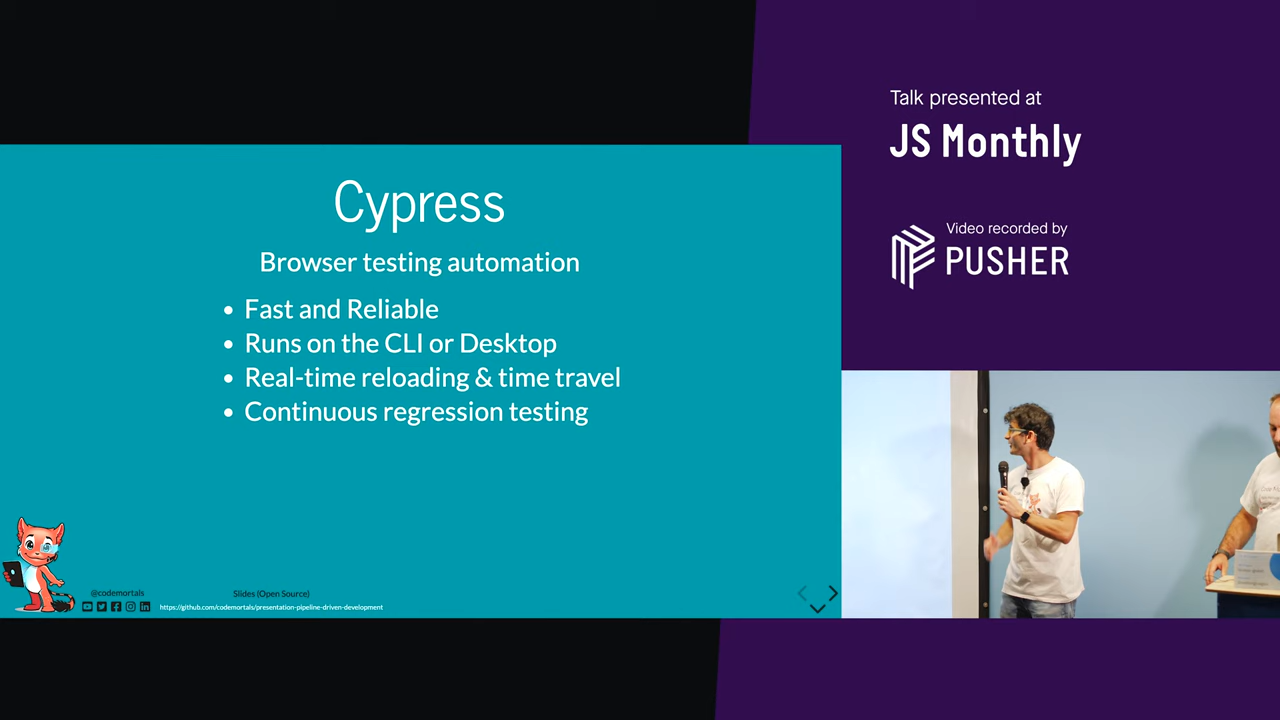 Talk presented at
JS Monthly
Video recorded by
PUSHER
Cypress
Browser testing automation
• Fast and Reliable
• Runs on the CLI or Desktop
• Real-time reloading & time travel
• Continuous regression testing
@codemortals
Slides (Open Source)
https://github.com/codemortals/presentation-pipeline-driven-development